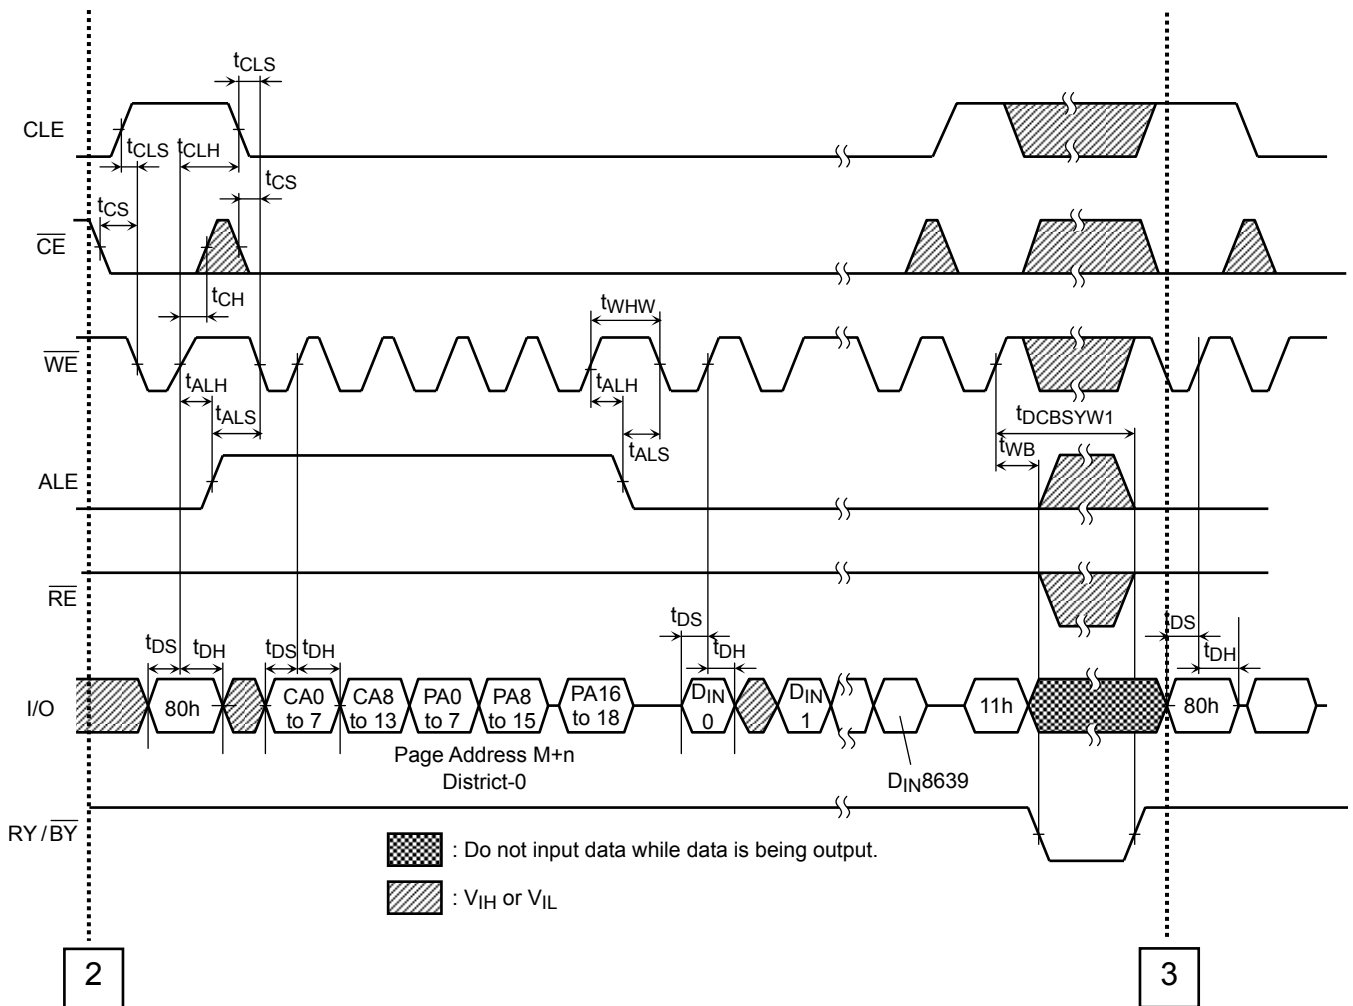 tCLS
CLE
tCLS
tCLH
tCS
tCS
CE
tCH
tWHW
WE
tALH
tALH
tALS
tALS
tDCBSYW1
tWB
ALE
RE
tDS
tDH
tDS
tDH
tDS
tDH
tDS
tDH
I/O
80h
CA0 to 7
CA8 to 13
PA0 to 7
PA8 to 15
PA16 to 18
DIN 0
DIN 1
11h
80h
Page Address M+n
District-0
DIN8639
RY/BY
: Do not input data while data is being output.
: VIH or VIL
2
3